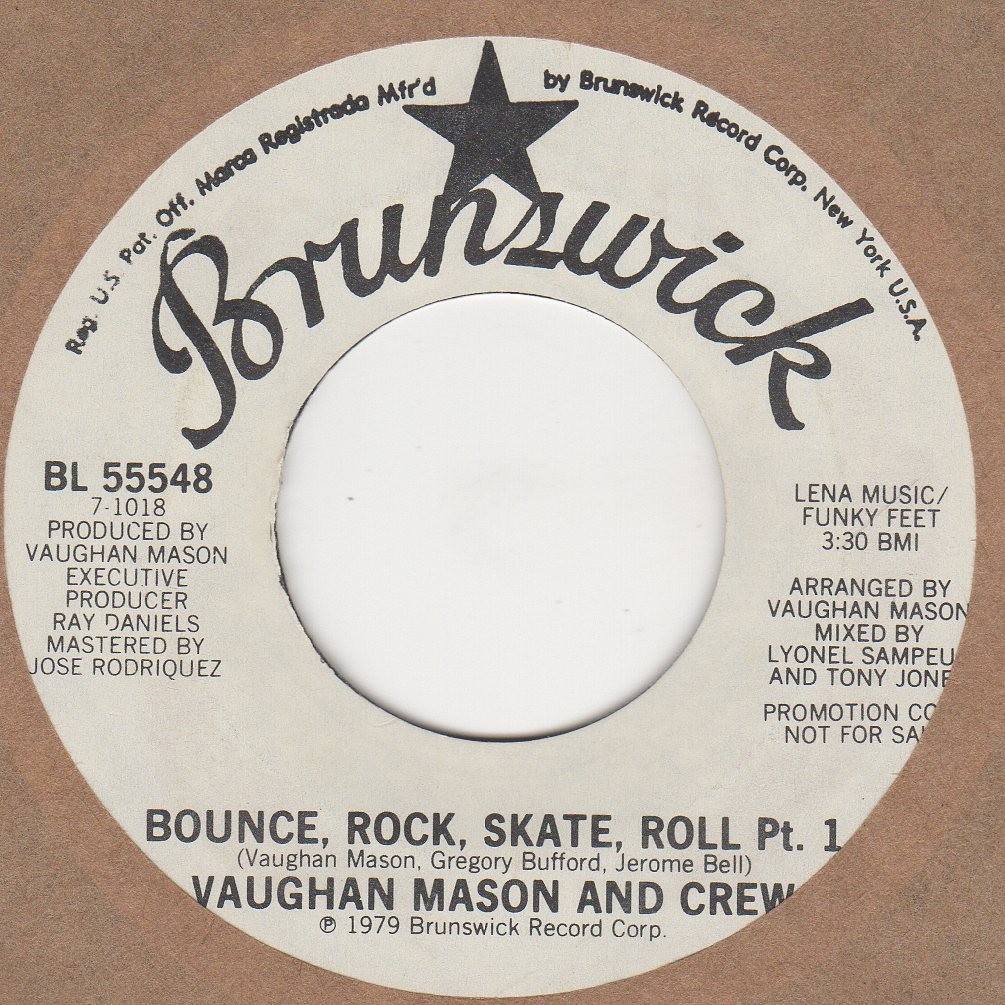 Reg. U.S. Pat. Off. Marca Registrada Mfr'd by Brunswick Record Corp. New York U.S.A.
Brunswick
BL 55548
7-1018
PRODUCED BY
VAUGHAN MASON
EXECUTIVE
PRODUCER
RAY DANIELS
MASTERED BY
JOSE RODRIQUEZ
LENA MUSIC/
FUNKY FEET
3:30 BMI
ARRANGED BY
VAUGHAN MASON
MIXED BY
LYONEL SAMPEU
AND TONY JONE
PROMOTION CO
NOT FOR SA
BOUNCE, ROCK, SKATE, ROLL Pt. 1
(Vaughan Mason, Gregory Bufford, Jerome Bell)
VAUGHAN MASON AND CREW
℗ 1979 Brunswick Record Corp.